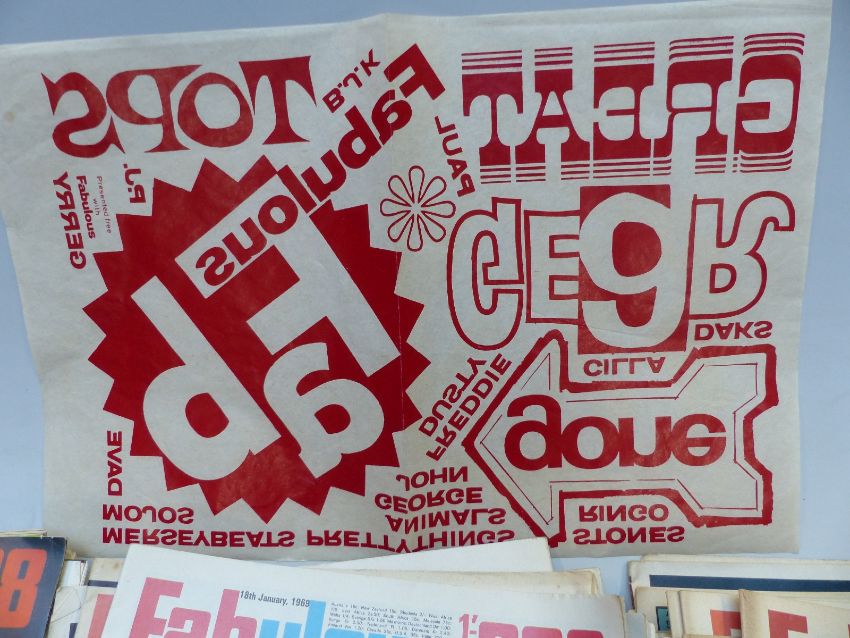 TOPS
B.J.K
Fabulous
PAUL
GREAT
P.J.
GERRY
Presented free
with
Fabulous
Fab
gear
CILLA
DAKS
DUSTY
FREDDIE
gone
JOHN
GEORGE
ANIMALS
RINGO
STONES
DAVE
MOJOS
MERSEYBEATS PRETTYTHINGS
18th January, 1969